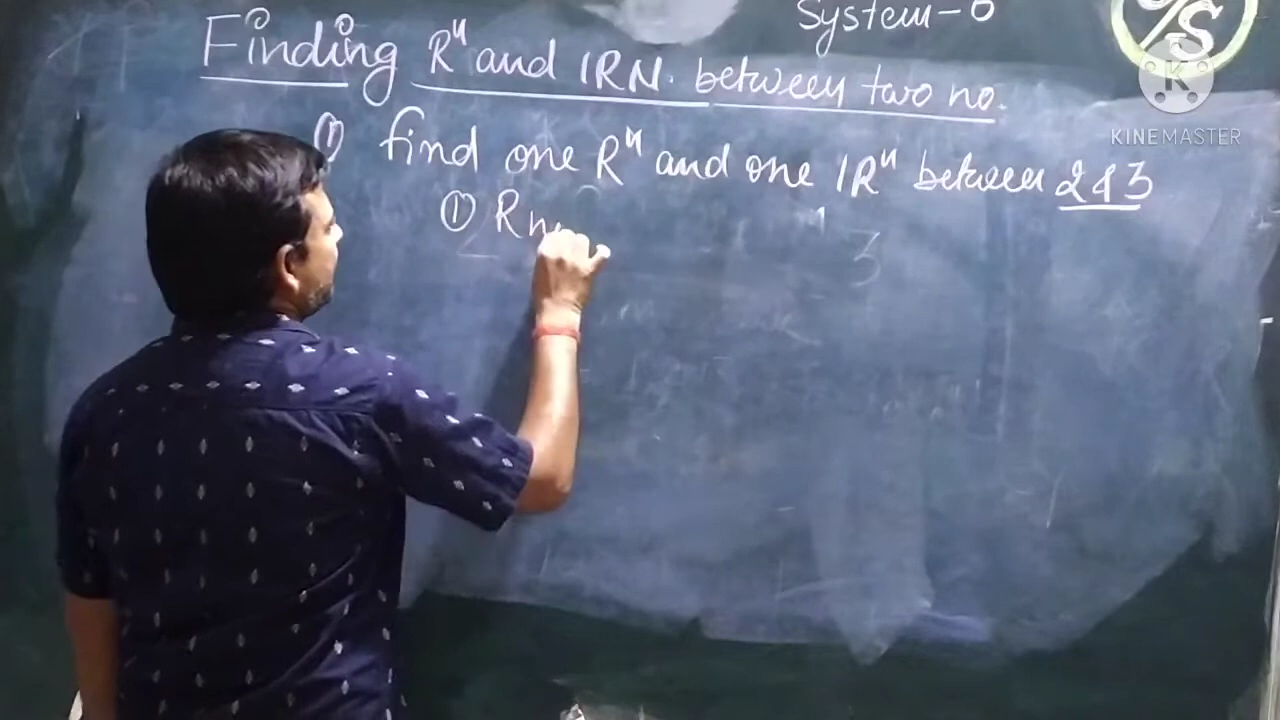 System-6
Finding Rⁿ and IRN. between two no.
① find one Rⁿ and one IRⁿ between 2 & 3
① R n
3
KINEMASTER